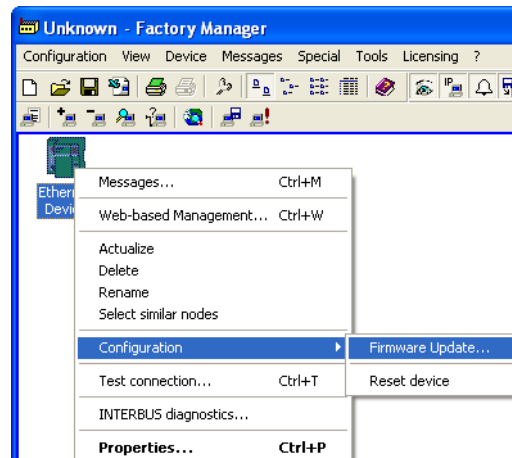 Unknown - Factory Manager
Configuration View Device Messages Special Tools Licensing ?
IP
Messages... Ctrl+M
Web-based Management... Ctrl+W
Actualize
Delete
Rename
Select similar nodes
Configuration Firmware Update...
Test connection... Ctrl+T Reset device
INTERBUS diagnostics...
Properties... Ctrl+P